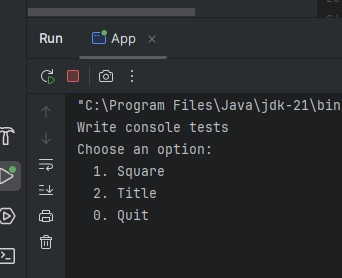 Run App
"C:\Program Files\Java\jdk-21\bin
Write console tests
Choose an option:
1. Square
2. Title
0. Quit